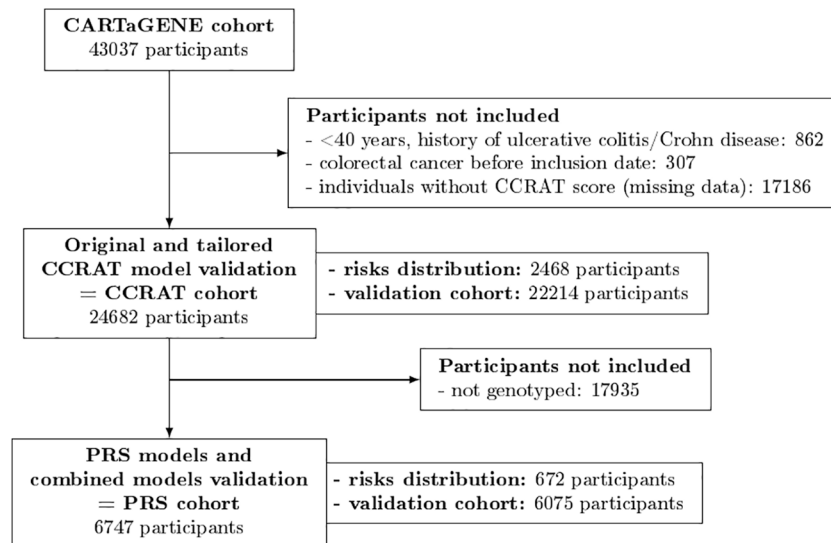 CARTaGENE cohort
43037 participants
Participants not included
- <40 years, history of ulcerative colitis/Crohn disease: 862
- colorectal cancer before inclusion date: 307
- individuals without CCRAT score (missing data): 17186
Original and tailored
CCRAT model validation
= CCRAT cohort
24682 participants
- risks distribution: 2468 participants
- validation cohort: 22214 participants
Participants not included
- not genotyped: 17935
PRS models and
combined models validation
= PRS cohort
6747 participants
- risks distribution: 672 participants
- validation cohort: 6075 participants